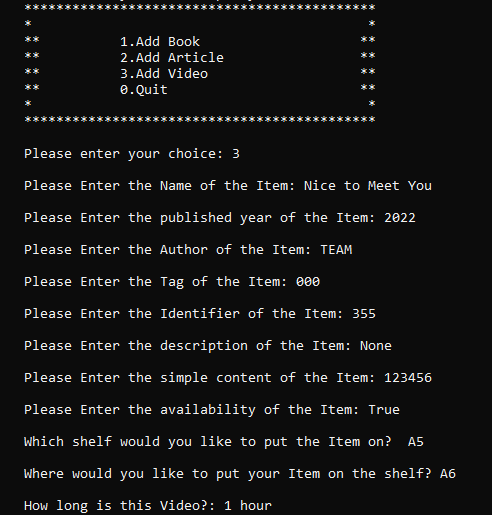 ********************************************
*                                          *
**          1.Add Book                    **
**          2.Add Article                 **
**          3.Add Video                   **
**          0.Quit                        **
*                                          *
********************************************
Please enter your choice: 3
Please Enter the Name of the Item: Nice to Meet You
Please Enter the published year of the Item: 2022
Please Enter the Author of the Item: TEAM
Please Enter the Tag of the Item: 000
Please Enter the Identifier of the Item: 355
Please Enter the description of the Item: None
Please Enter the simple content of the Item: 123456
Please Enter the availability of the Item: True
Which shelf would you like to put the Item on?  A5
Where would you like to put your Item on the shelf? A6
How long is this Video?: 1 hour